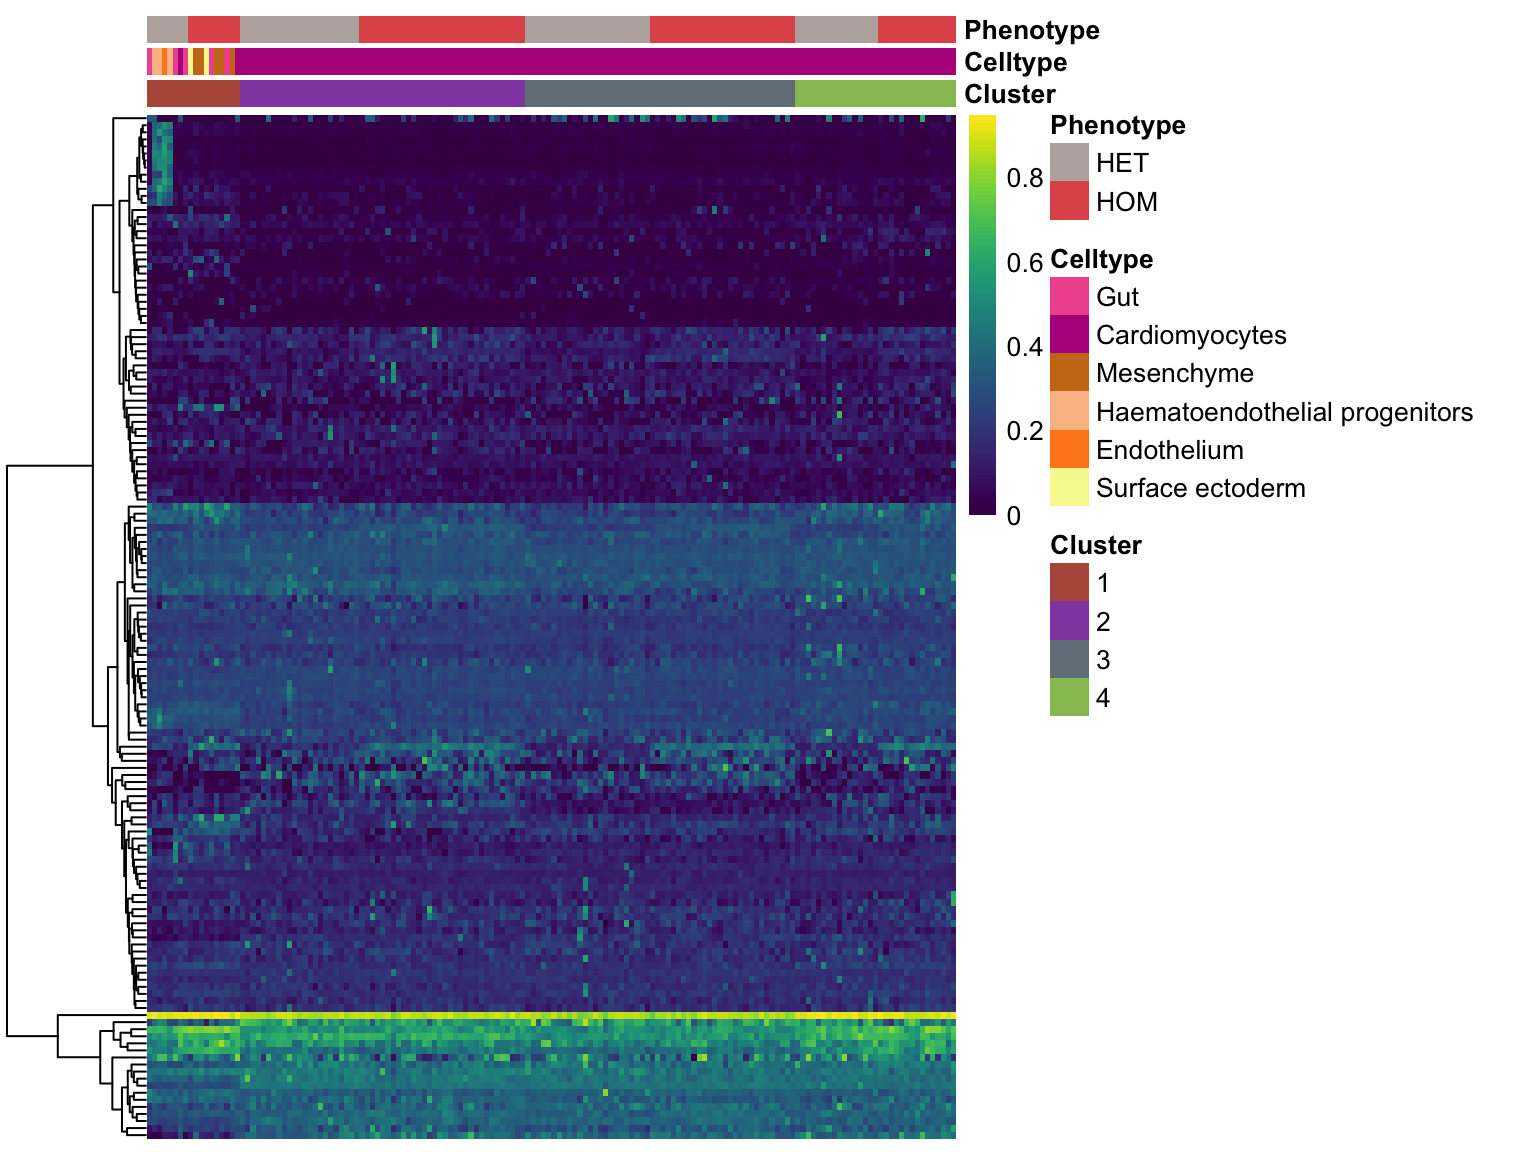 Phenotype
Celltype
Cluster
0.8
0.6
0.4
0.2
0
Phenotype
HET
HOM
Celltype
Gut
Cardiomyocytes
Mesenchyme
Haematoendothelial progenitors
Endothelium
Surface ectoderm
Cluster
1
2
3
4